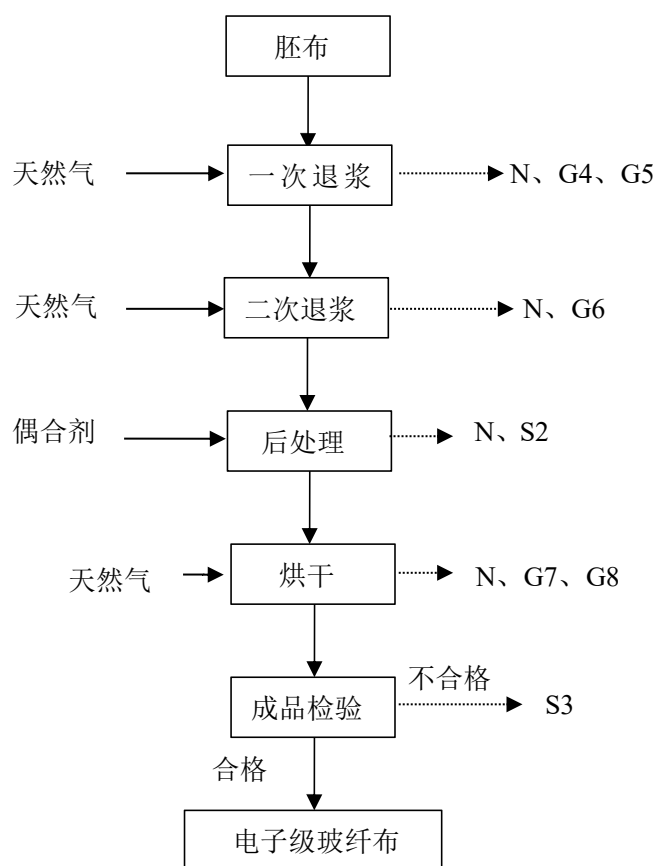 胚布
天然气
一次退浆
N、G4、G5
天然气
二次退浆
N、G6
偶合剂
后处理
N、S2
天然气
烘干
N、G7、G8
成品检验
不合格
S3
合格
电子级玻纤布